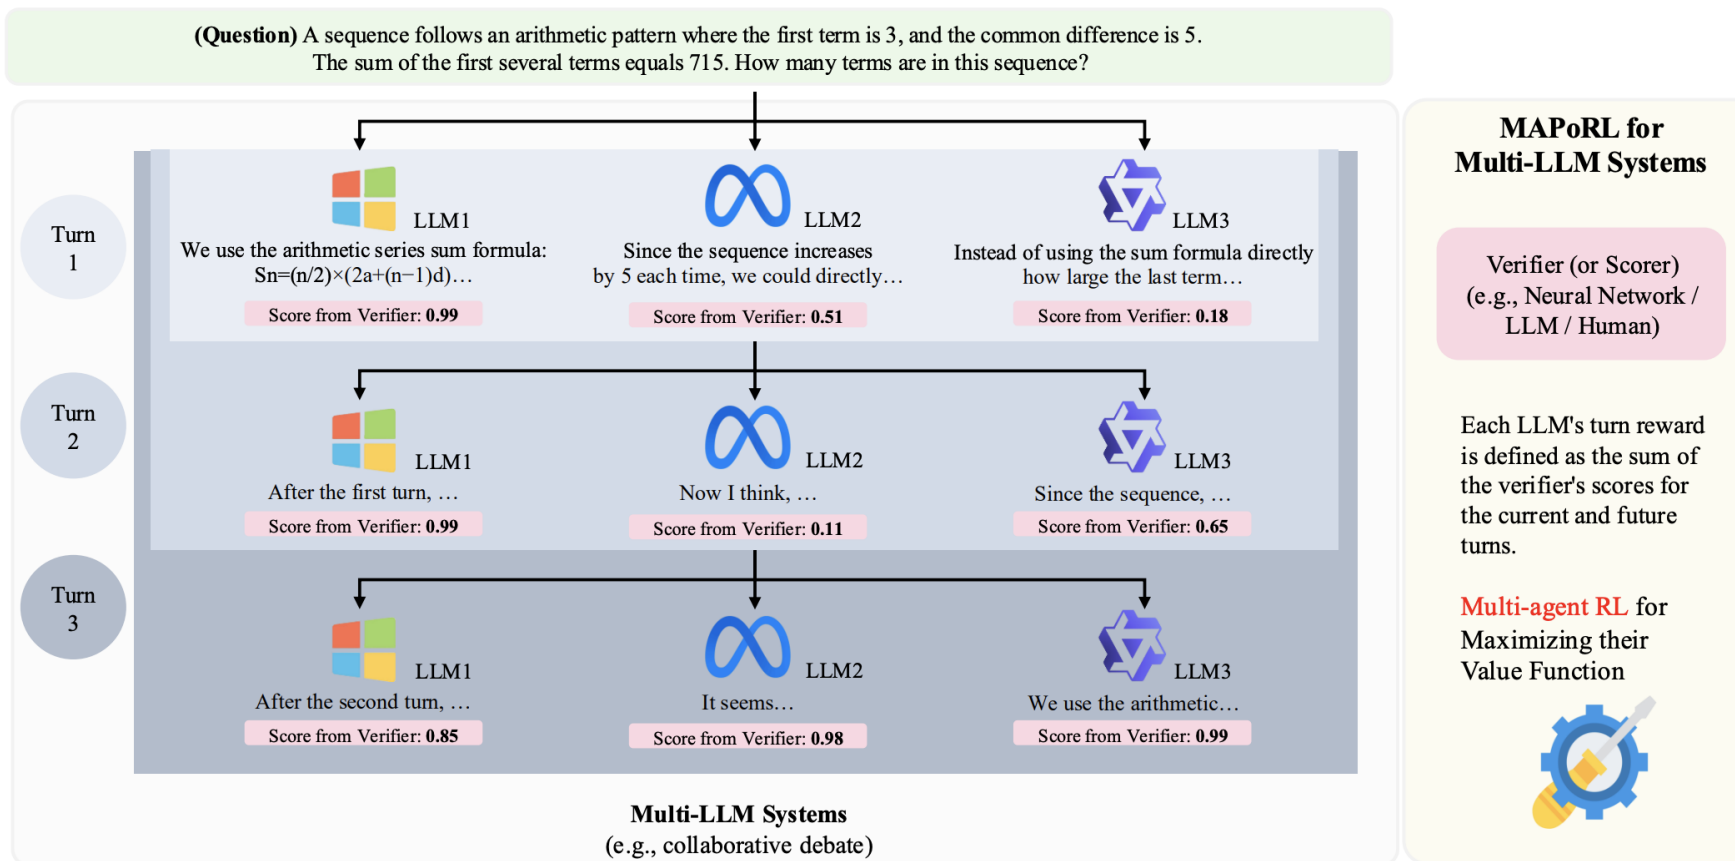 (Question) A sequence follows an arithmetic pattern where the first term is 3, and the common difference is 5.
The sum of the first several terms equals 715. How many terms are in this sequence?
Turn
1
LLM1
We use the arithmetic series sum formula:
Sn=(n/2)×(2a+(n−1)d)…
Score from Verifier: 0.99
LLM2
Since the sequence increases
by 5 each time, we could directly…
Score from Verifier: 0.51
LLM3
Instead of using the sum formula directly
how large the last term…
Score from Verifier: 0.18
Turn
2
LLM1
After the first turn, …
Score from Verifier: 0.99
LLM2
Now I think, …
Score from Verifier: 0.11
LLM3
Since the sequence, …
Score from Verifier: 0.65
Turn
3
LLM1
After the second turn, …
Score from Verifier: 0.85
LLM2
It seems…
Score from Verifier: 0.98
LLM3
We use the arithmetic…
Score from Verifier: 0.99
Multi-LLM Systems
(e.g., collaborative debate)
MAPoRL for
Multi-LLM Systems
Verifier (or Scorer)
(e.g., Neural Network /
LLM / Human)
Each LLM's turn reward
is defined as the sum of
the verifier's scores for
the current and future
turns.
Multi-agent RL for
Maximizing their
Value Function